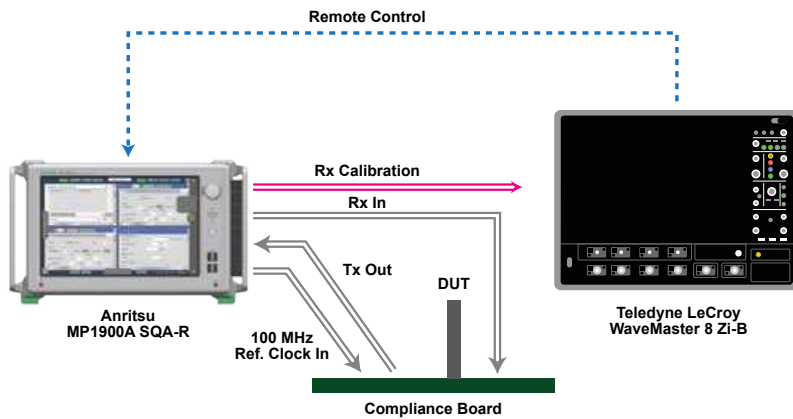 Remote Control
Rx Calibration
Rx In
Tx Out
DUT
Anritsu
MP1900A SQA-R
Teledyne LeCroy
WaveMaster 8 Zi-B
100 MHz
Ref. Clock In
Compliance Board